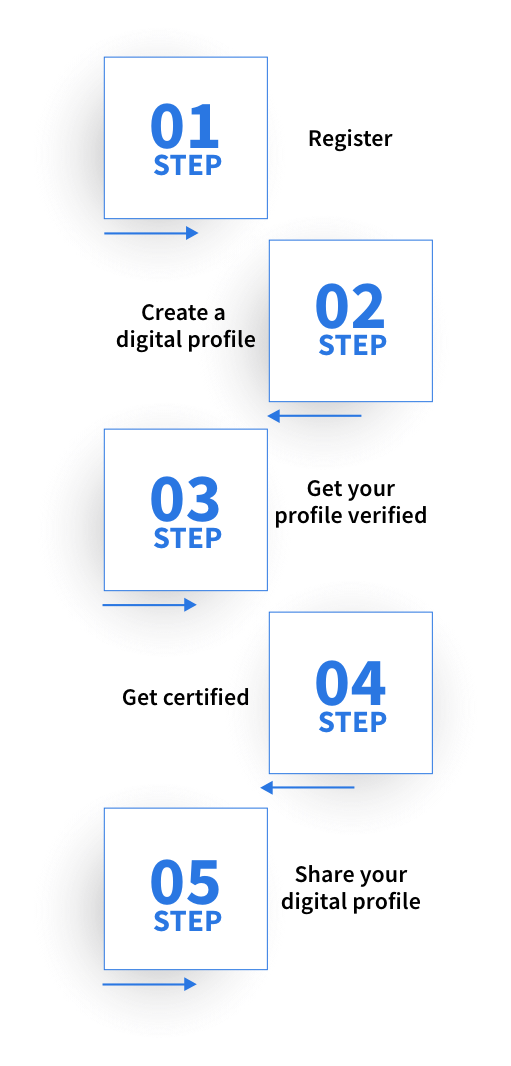 01
STEP
Register
02
STEP
Create a
digital profile
03
STEP
Get your
profile verified
04
STEP
Get certified
05
STEP
Share your
digital profile